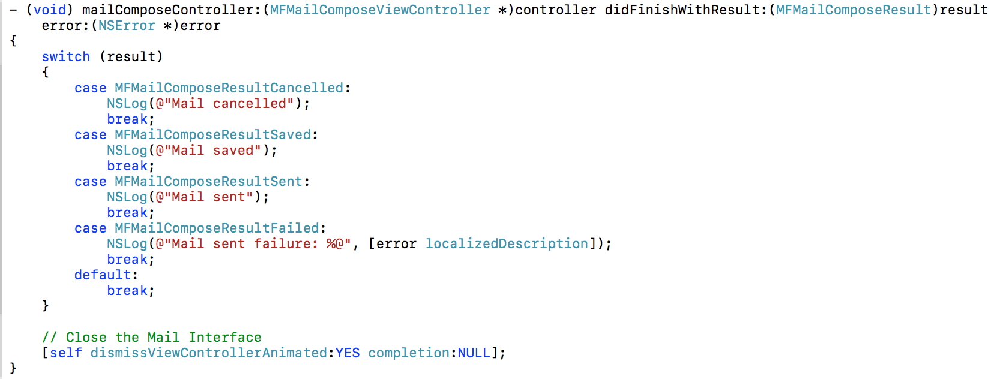 - (void) mailComposeController:(MFMailComposeViewController *)controller didFinishWithResult:(MFMailComposeResult)result
    error:(NSError *)error
{
    switch (result)
    {
        case MFMailComposeResultCancelled:
            NSLog(@"Mail cancelled");
            break;
        case MFMailComposeResultSaved:
            NSLog(@"Mail saved");
            break;
        case MFMailComposeResultSent:
            NSLog(@"Mail sent");
            break;
        case MFMailComposeResultFailed:
            NSLog(@"Mail sent failure: %@", [error localizedDescription]);
            break;
        default:
            break;
    }

    // Close the Mail Interface
    [self dismissViewControllerAnimated:YES completion:NULL];
}